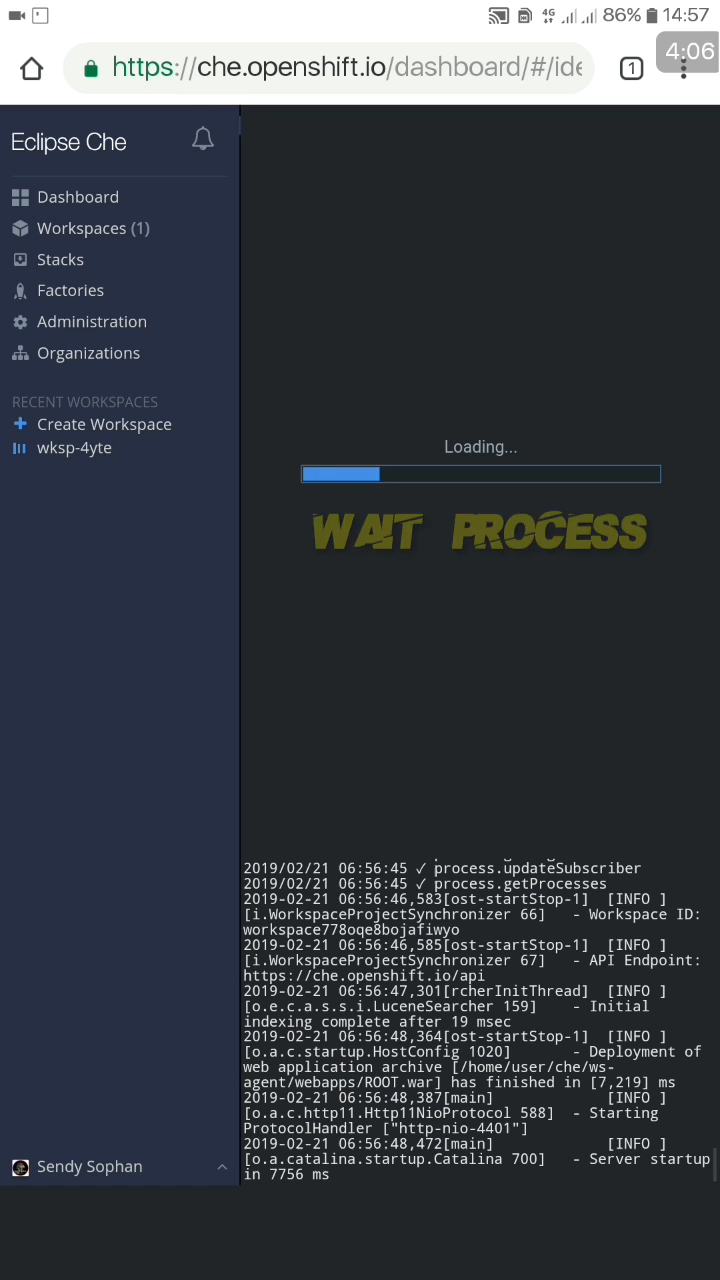 4G 86% 14:57
https://che.openshift.io/dashboard/#/ide
1
4:06
Eclipse Che
Dashboard
Workspaces (1)
Stacks
Factories
Administration
Organizations
RECENT WORKSPACES
Create Workspace
wksp-4yte
Loading...
WAIT PROCESS
2019/02/21 06:56:45 ✓ process.updateSubscriber
2019/02/21 06:56:45 ✓ process.getProcesses
2019-02-21 06:56:46,583[ost-startStop-1]  [INFO ]
[i.WorkspaceProjectSynchronizer 66]   - Workspace ID:
workspace778oqe8bojafiwyo
2019-02-21 06:56:46,585[ost-startStop-1]  [INFO ]
[i.WorkspaceProjectSynchronizer 67]   - API Endpoint:
https://che.openshift.io/api
2019-02-21 06:56:47,301[rcherInitThread]  [INFO ]
[o.e.c.a.s.s.i.LuceneSearcher 159]    - Initial
indexing complete after 19 msec
2019-02-21 06:56:48,364[ost-startStop-1]  [INFO ]
[o.a.c.startup.HostConfig 1020]       - Deployment of
web application archive [/home/user/che/ws-
agent/webapps/ROOT.war] has finished in [7,219] ms
2019-02-21 06:56:48,387[main]             [INFO ]
[o.a.c.http11.Http11NioProtocol 588]  - Starting
ProtocolHandler ["http-nio-4401"]
2019-02-21 06:56:48,472[main]             [INFO ]
[o.a.catalina.startup.Catalina 700]   - Server startup
in 7756 ms
Sendy Sophan